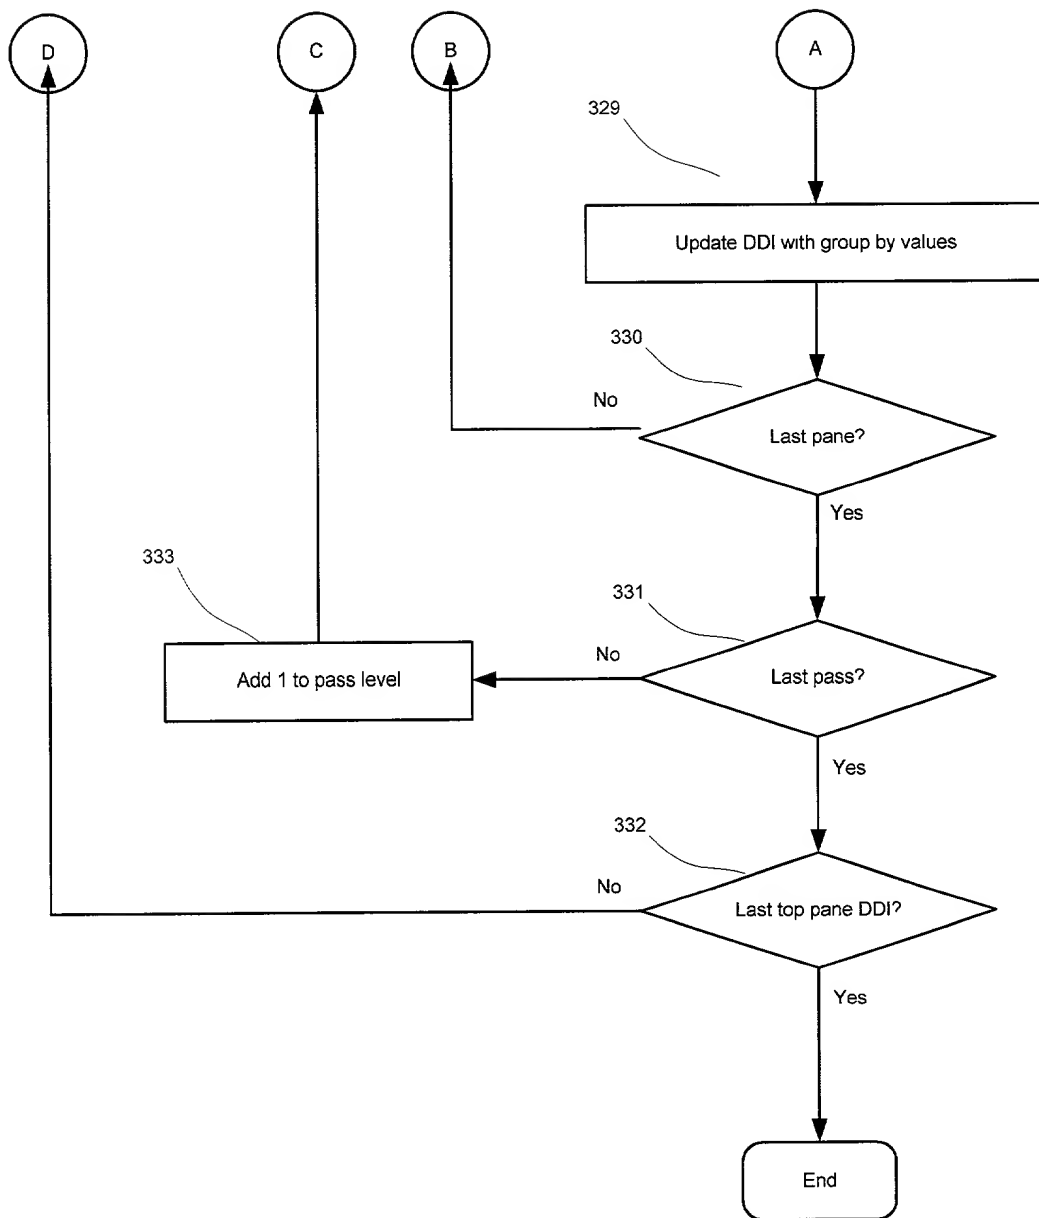 D
C
B
A
329
Update DDI with group by values
330
No
Last pane?
Yes
333
331
No
Add 1 to pass level
Last pass?
Yes
332
No
Last top pane DDI?
Yes
End